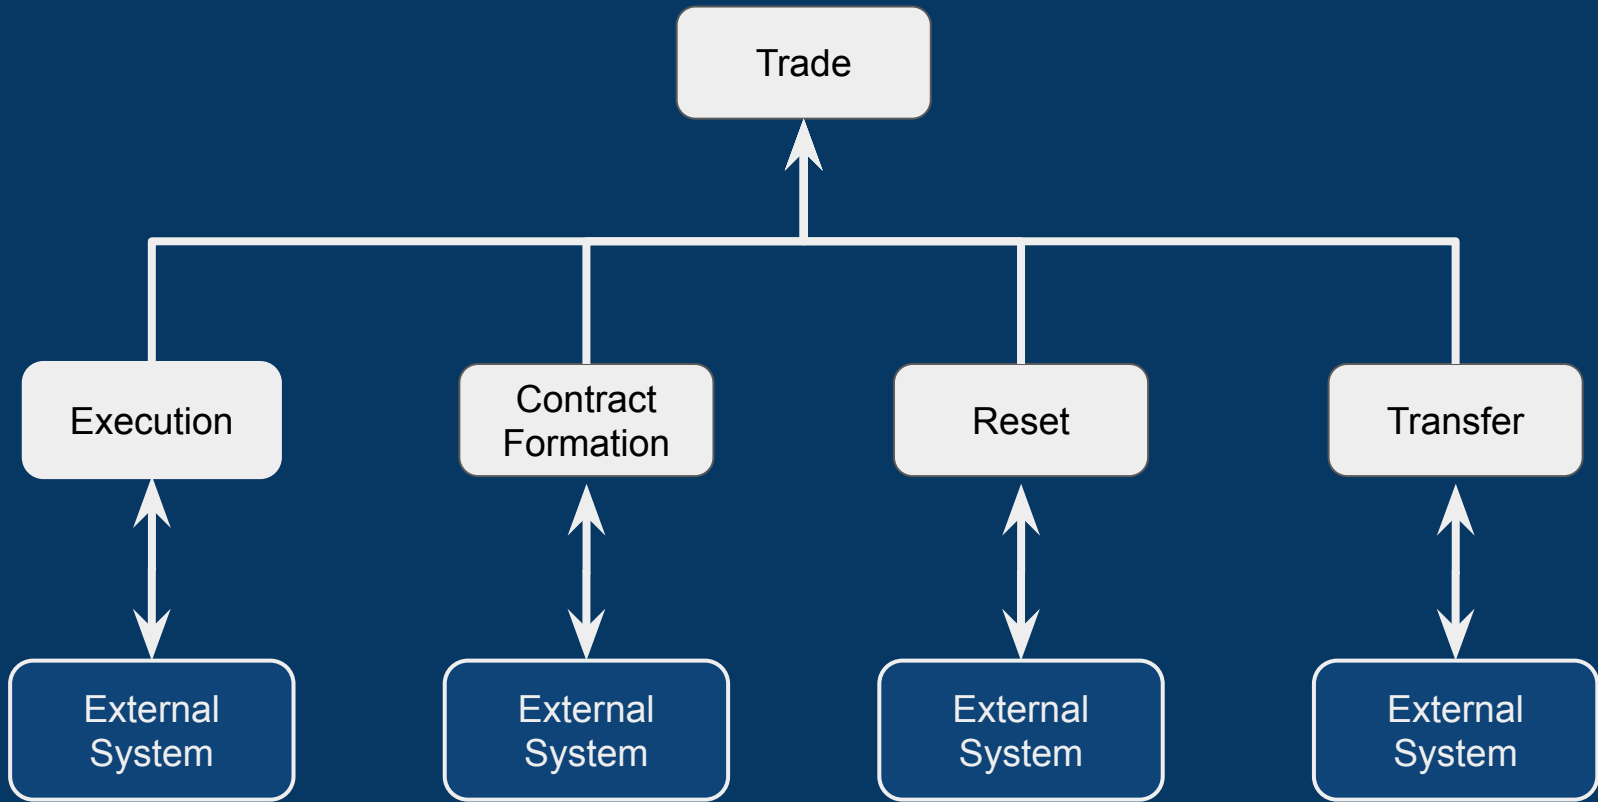 Trade
Execution
Contract
Formation
Reset
Transfer
External
System
External
System
External
System
External
System